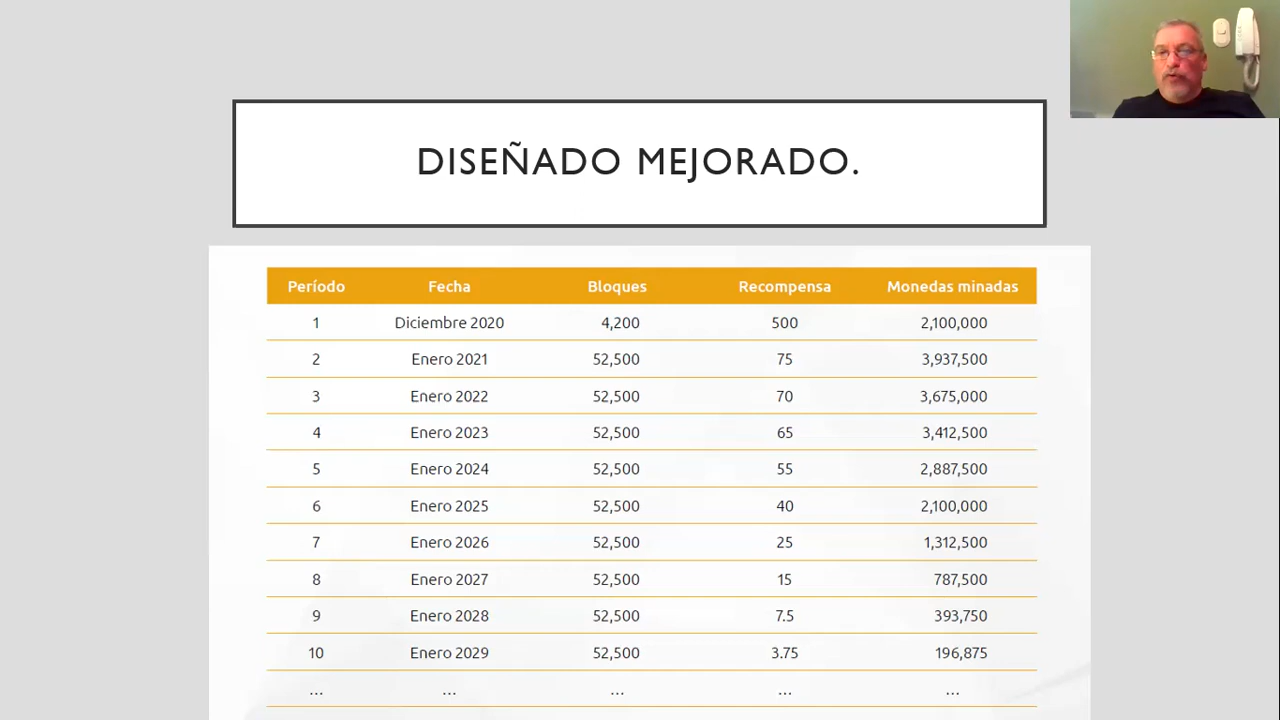 DISEÑADO MEJORADO.
Período Fecha Bloques Recompensa Monedas minadas
1 Diciembre 2020 4,200 500 2,100,000
2 Enero 2021 52,500 75 3,937,500
3 Enero 2022 52,500 70 3,675,000
4 Enero 2023 52,500 65 3,412,500
5 Enero 2024 52,500 55 2,887,500
6 Enero 2025 52,500 40 2,100,000
7 Enero 2026 52,500 25 1,312,500
8 Enero 2027 52,500 15 787,500
9 Enero 2028 52,500 7.5 393,750
10 Enero 2029 52,500 3.75 196,875
... ... ... ... ...